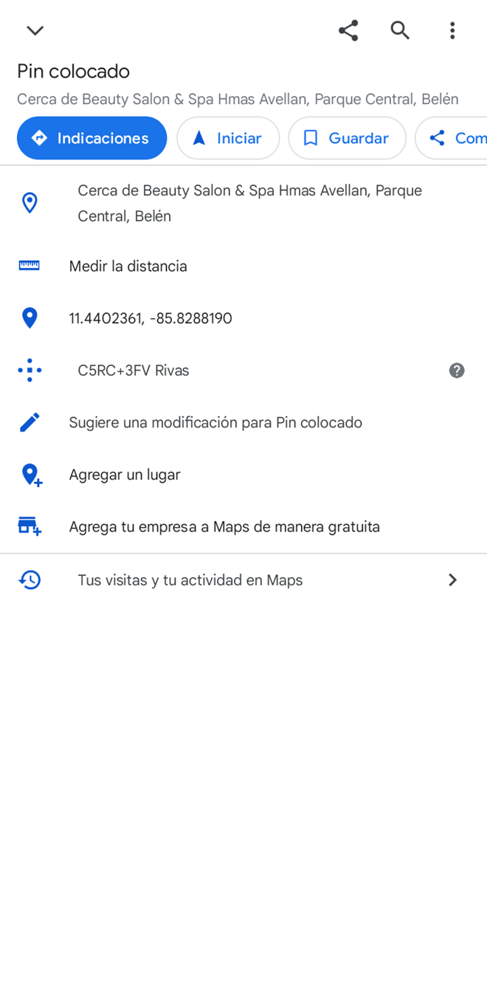 Pin colocado
Cerca de Beauty Salon & Spa Hmas Avellan, Parque Central, Belén
Indicaciones
Iniciar
Guardar
Com
Cerca de Beauty Salon & Spa Hmas Avellan, Parque
Central, Belén
Medir la distancia
11.4402361, -85.8288190
C5RC+3FV Rivas
Sugiere una modificación para Pin colocado
Agregar un lugar
Agrega tu empresa a Maps de manera gratuita
Tus visitas y tu actividad en Maps